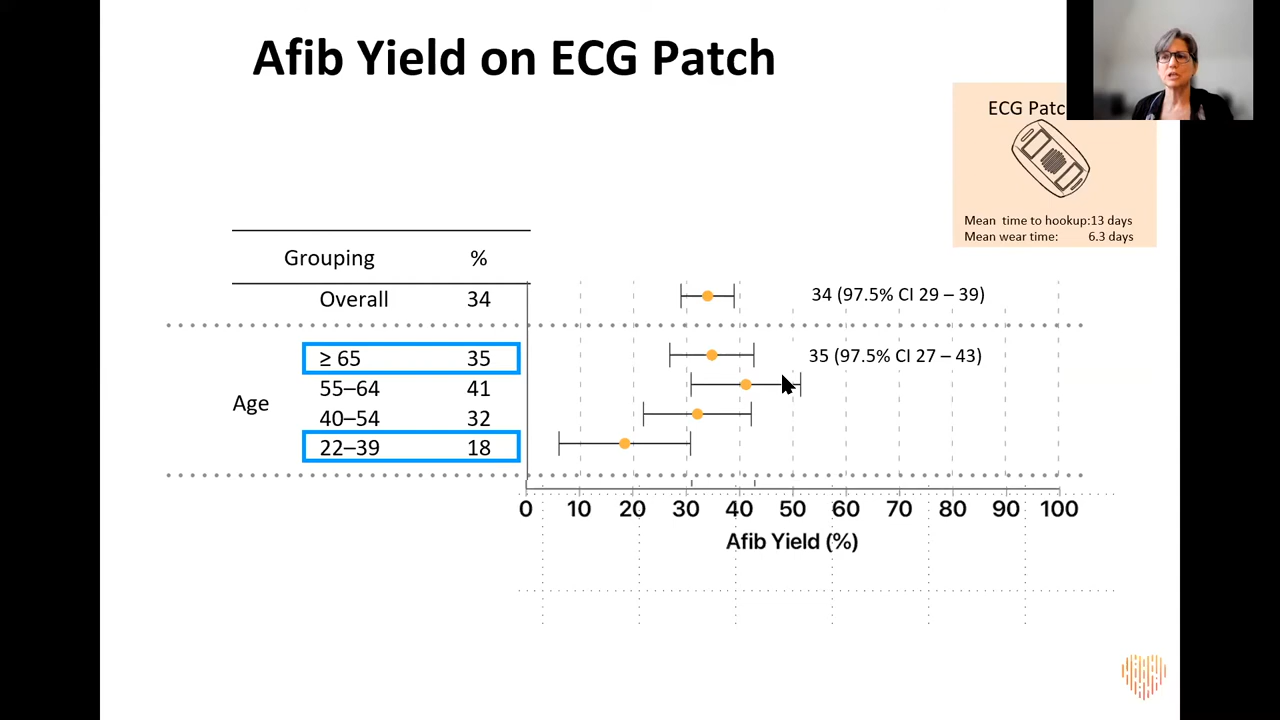 Afib Yield on ECG Patch
ECG Patc
Mean time to hookup:13 days
Mean wear time: 6.3 days
Grouping %
Overall 34 34 (97.5% CI 29 – 39)
≥ 65 35 35 (97.5% CI 27 – 43)
55–64 41
Age
40–54 32
22–39 18
0 10 20 30 40 50 60 70 80 90 100
Afib Yield (%)